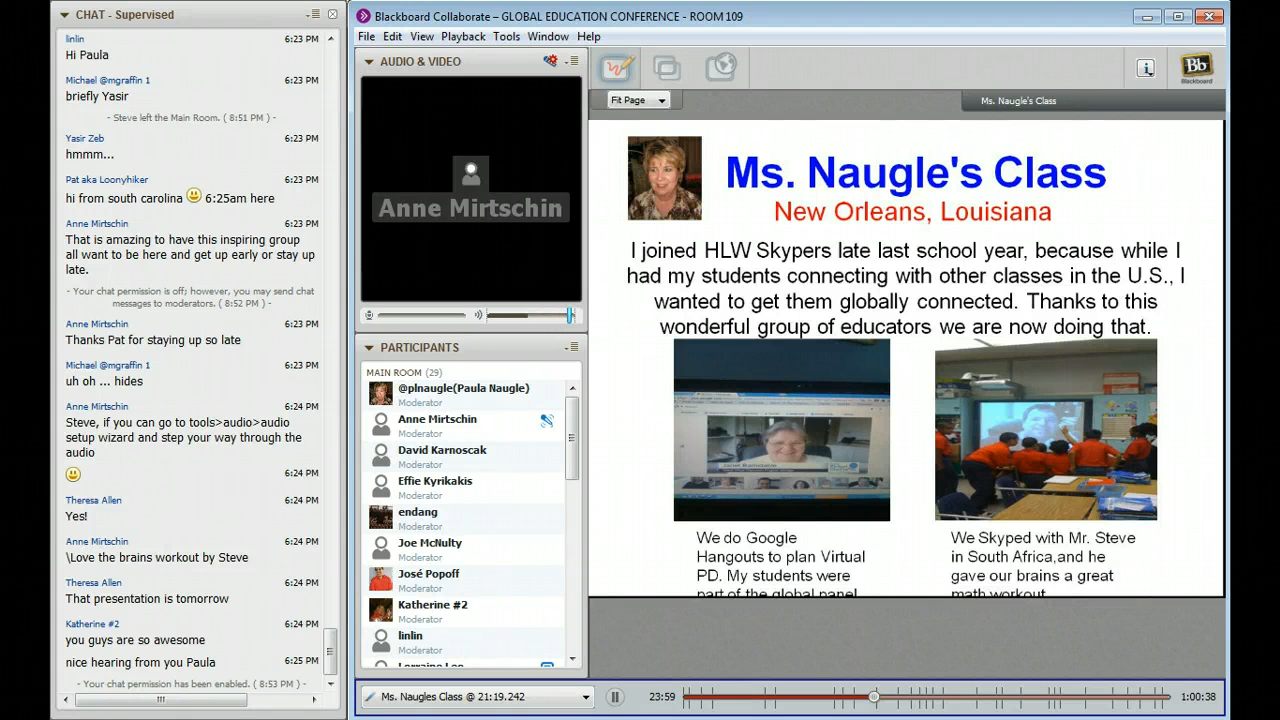 CHAT - Supervised
linlin 6:23 PM
Hi Paula
Michael @mgraffin 1 6:23 PM
briefly Yasir
- Steve left the Main Room. ( 8:51 PM ) -
Yasir Zeb 6:23 PM
hmmm...
Pat aka Loonyhiker 6:23 PM
hi from south carolina 6:25am here
Anne Mirtschin 6:23 PM
That is amazing to have this inspiring group
all want to be here and get up early or stay up
late.
- Your chat permission is off; however, you may send chat
messages to moderators. ( 8:52 PM ) -
Anne Mirtschin 6:23 PM
Thanks Pat for staying up so late
Michael @mgraffin 1 6:23 PM
uh oh ... hides
Anne Mirtschin 6:24 PM
Steve, if you can go to tools>audio>audio
setup wizard and step your way through the
audio
6:24 PM
Theresa Allen 6:24 PM
Yes!
Anne Mirtschin 6:24 PM
\Love the brains workout by Steve
Theresa Allen 6:24 PM
That presentation is tomorrow
Katherine #2 6:24 PM
you guys are so awesome
nice hearing from you Paula 6:25 PM
- Your chat permission has been enabled. ( 8:53 PM ) -
Blackboard Collaborate – GLOBAL EDUCATION CONFERENCE - ROOM 109
File Edit View Playback Tools Window Help
AUDIO & VIDEO
Anne Mirtschin
PARTICIPANTS
MAIN ROOM (29)
@plnaugle(Paula Naugle)
Moderator
Anne Mirtschin
Moderator
David Karnoscak
Moderator
Effie Kyrikakis
Moderator
endang
Moderator
Joe McNulty
Moderator
José Popoff
Moderator
Katherine #2
Moderator
linlin
Moderator
Lorraine Leo
Bb
Blackboard
Fit Page
Ms. Naugle's Class
Ms. Naugle's Class
New Orleans, Louisiana
I joined HLW Skypers late last school year, because while I
had my students connecting with other classes in the U.S., I
wanted to get them globally connected. Thanks to this
wonderful group of educators we are now doing that.
We do Google
Hangouts to plan Virtual
PD. My students were
part of the global panel
We Skyped with Mr. Steve
in South Africa,and he
gave our brains a great
math workout
Ms. Naugles Class @ 21:19.242
23:59
1:00:38